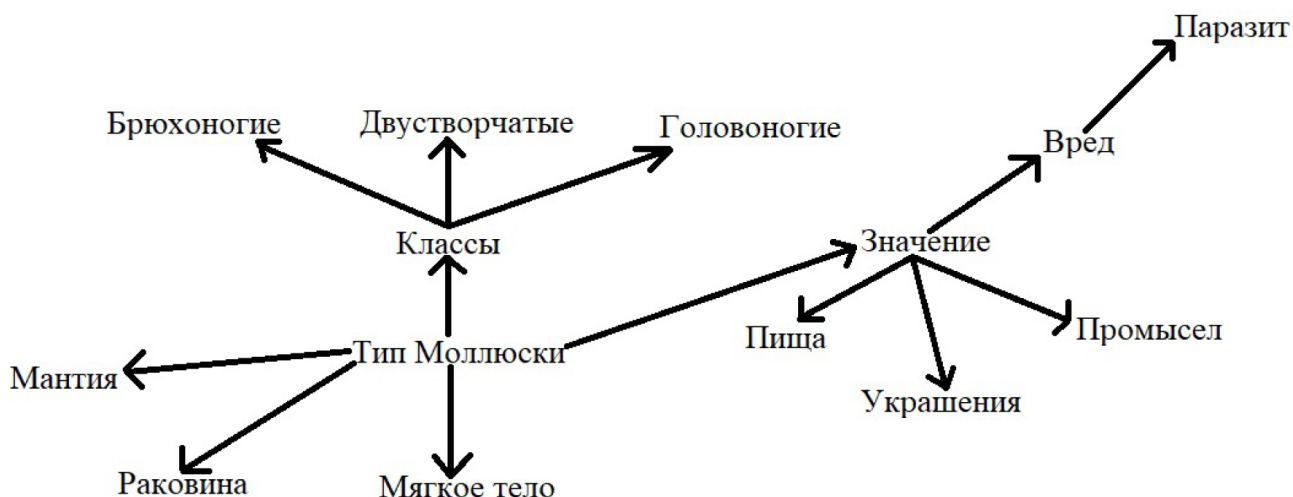 Паразит
Брюхоногие
Двустворчатые
Головоногие
Вред
Классы
Значение
Пища
Промысел
Тип Моллюски
Мантия
Украшения
Раковина
Мягкое тело